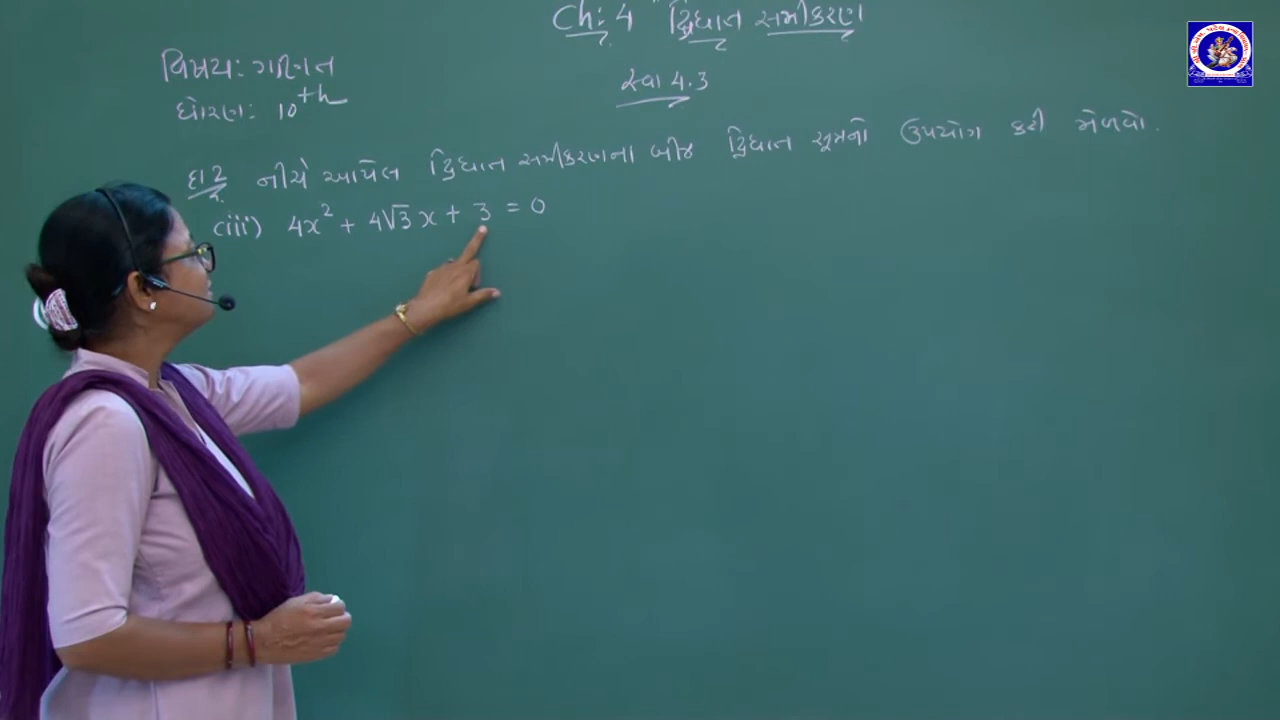 Ch: 4 દ્વિઘાત સમીકરણ
વિષય: ગણિત
ધોરણ: 10th
સ્વા 4.3
દા 2 નીચે આપેલ દ્વિઘાત સમીકરણના બીજ દ્વિઘાત સૂત્રનો ઉપયોગ કરી મેળવો.
(iii) 4x² + 4√3x + 3 = 0